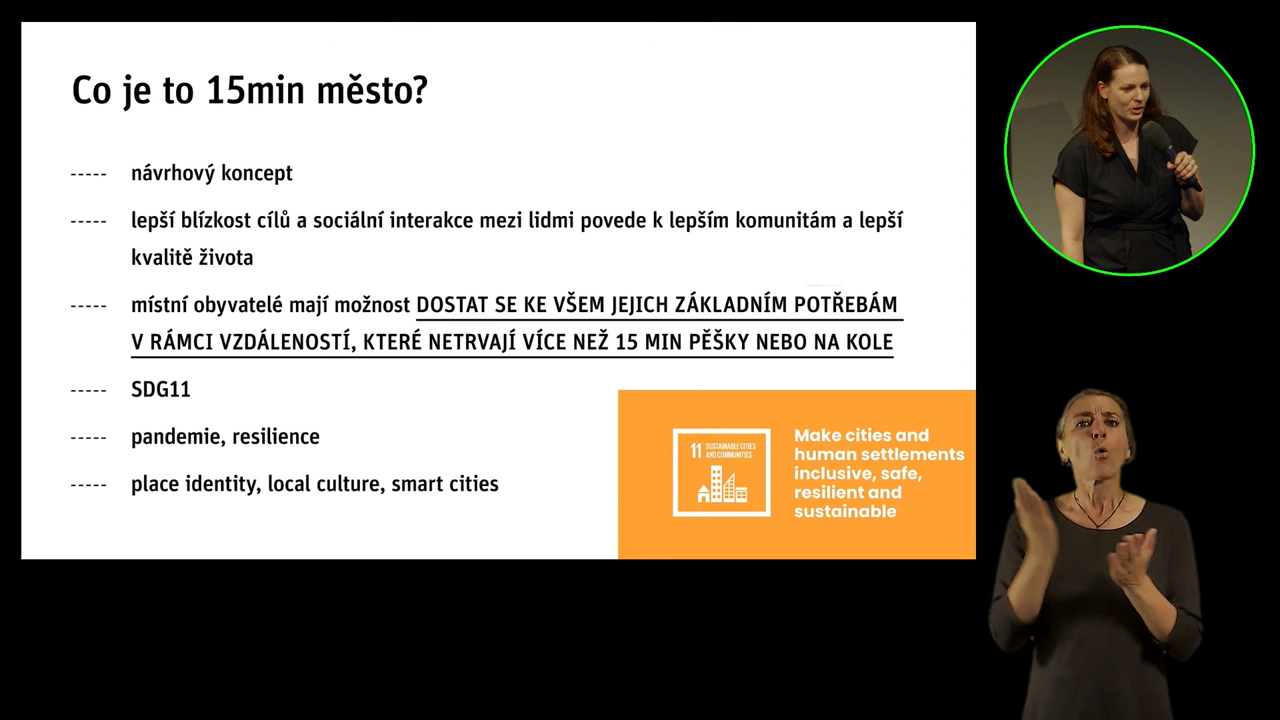 Co je to 15min město?
----- návrhový koncept
----- lepší blízkost cílů a sociální interakce mezi lidmi povede k lepším komunitám a lepší
kvalitě života
----- místní obyvatelé mají možnost DOSTAT SE KE VŠEM JEJICH ZÁKLADNÍM POTŘEBÁM
V RÁMCI VZDÁLENOSTÍ, KTERÉ NETRVAJÍ VÍCE NEŽ 15 MIN PĚŠKY NEBO NA KOLE
----- SDG11
----- pandemie, resilience
----- place identity, local culture, smart cities
11 SUSTAINABLE CITIES
AND COMMUNITIES
Make cities and
human settlements
inclusive, safe,
resilient and
sustainable